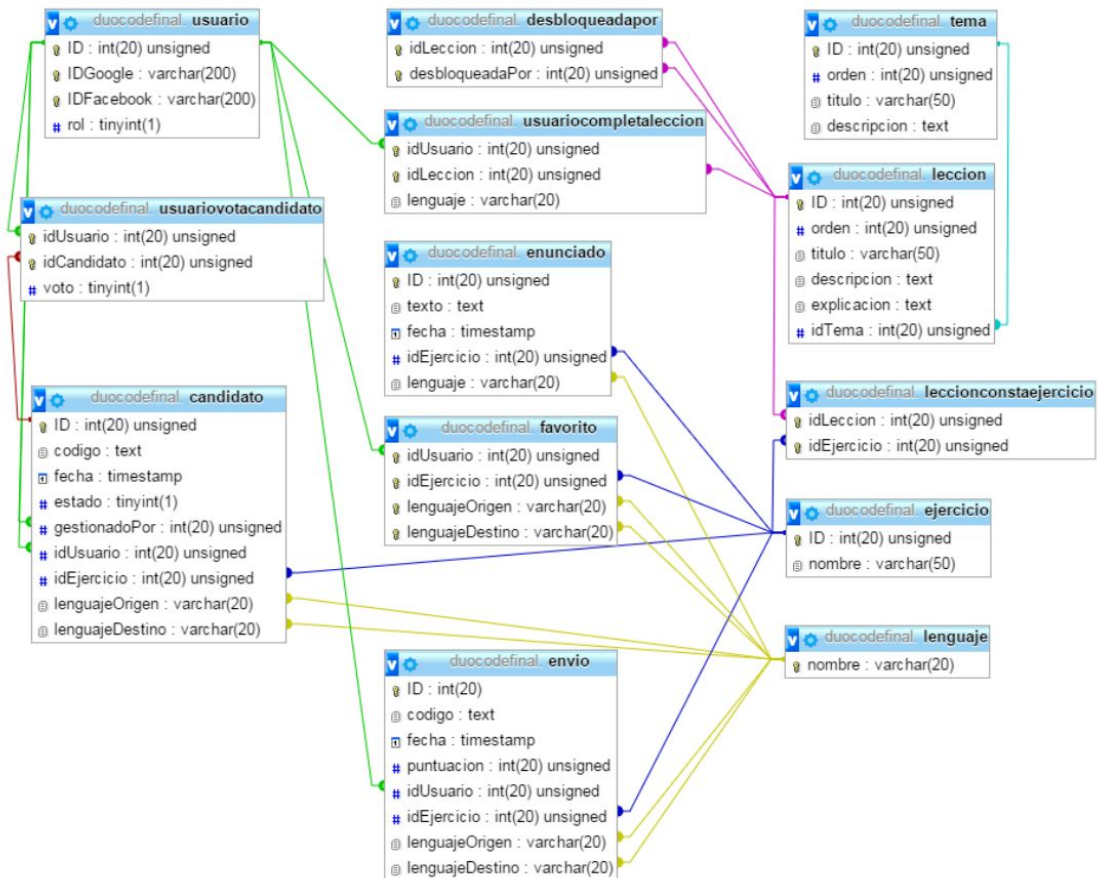 duocodefinal. usuario
ID : int(20) unsigned
IDGoogle : varchar(200)
IDFacebook : varchar(200)
rol : tinyint(1)
duocodefinal. usuariovotacandidato
idUsuario : int(20) unsigned
idCandidato : int(20) unsigned
voto : tinyint(1)
duocodefinal. candidato
ID : int(20) unsigned
codigo : text
fecha : timestamp
estado : tinyint(1)
gestionadoPor : int(20) unsigned
idUsuario : int(20) unsigned
idEjercicio : int(20) unsigned
lenguajeOrigen : varchar(20)
lenguajeDestino : varchar(20)
duocodefinal. desbloqueadapor
idLeccion : int(20) unsigned
desbloqueadaPor : int(20) unsigned
duocodefinal. usuariocompletaleccion
idUsuario : int(20) unsigned
idLeccion : int(20) unsigned
lenguaje : varchar(20)
duocodefinal. enunciado
ID : int(20) unsigned
texto : text
fecha : timestamp
idEjercicio : int(20) unsigned
lenguaje : varchar(20)
duocodefinal. favorito
idUsuario : int(20) unsigned
idEjercicio : int(20) unsigned
lenguajeOrigen : varchar(20)
lenguajeDestino : varchar(20)
duocodefinal. envio
ID : int(20)
codigo : text
fecha : timestamp
puntuacion : int(20) unsigned
idUsuario : int(20) unsigned
idEjercicio : int(20) unsigned
lenguajeOrigen : varchar(20)
lenguajeDestino : varchar(20)
duocodefinal. tema
ID : int(20) unsigned
orden : int(20) unsigned
titulo : varchar(50)
descripcion : text
duocodefinal. leccion
ID : int(20) unsigned
orden : int(20) unsigned
titulo : varchar(50)
descripcion : text
explicacion : text
idTema : int(20) unsigned
duocodefinal. leccionconstaejercicio
idLeccion : int(20) unsigned
idEjercicio : int(20) unsigned
duocodefinal. ejercicio
ID : int(20) unsigned
nombre : varchar(50)
duocodefinal. lenguaje
nombre : varchar(20)